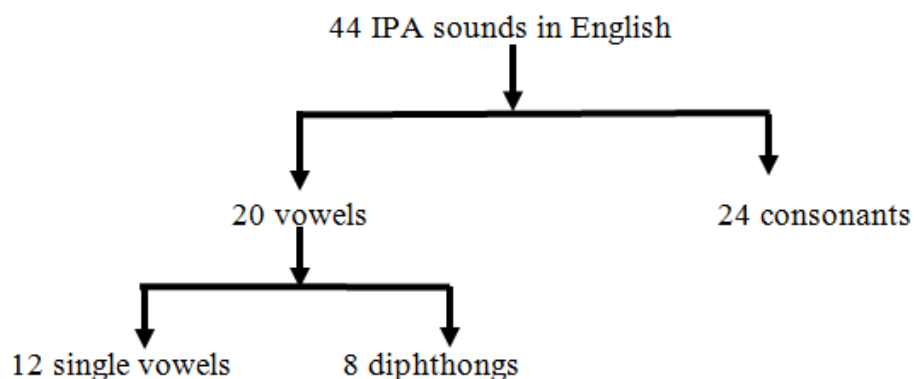 44 IPA sounds in English
20 vowels
24 consonants
12 single vowels
8 diphthongs